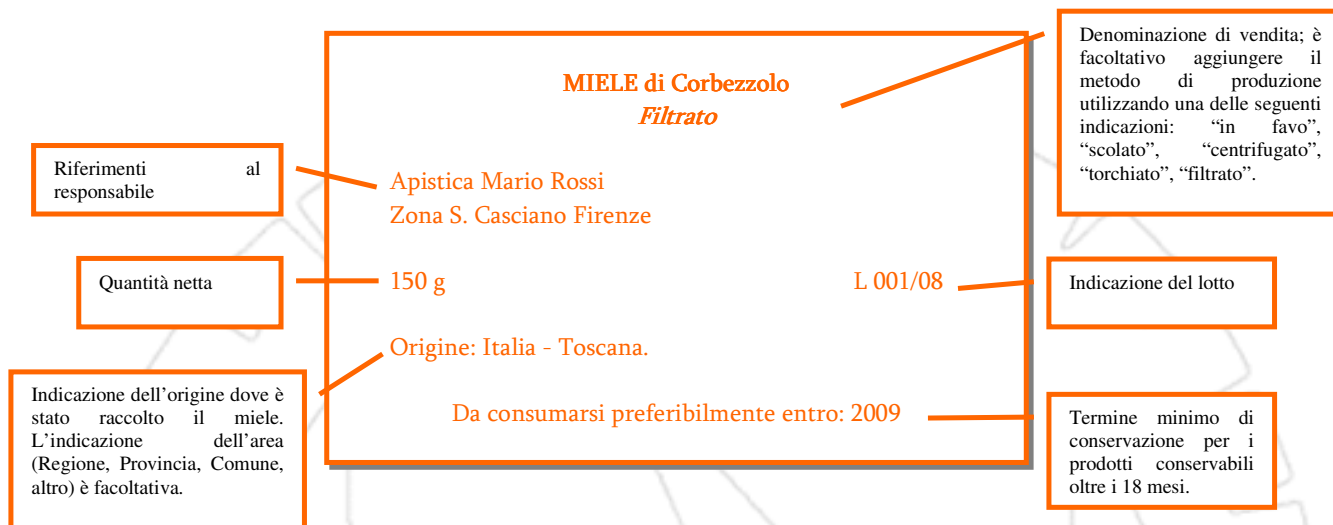 MIELE di Corbezzolo
Filtrato
Apistica Mario Rossi
Zona S. Casciano Firenze
150 g
L 001/08
Origine: Italia - Toscana.
Da consumarsi preferibilmente entro: 2009
Denominazione di vendita; è
facoltativo aggiungere il
metodo di produzione
utilizzando una delle seguenti
indicazioni: “in favo”,
“scolato”, “centrifugato”,
“torchiato”, “filtrato”.
Riferimenti al
responsabile
Quantità netta
Indicazione del lotto
Indicazione dell’origine dove è
stato raccolto il miele.
L’indicazione dell’area
(Regione, Provincia, Comune,
altro) è facoltativa.
Termine minimo di
conservazione per i
prodotti conservabili
oltre i 18 mesi.